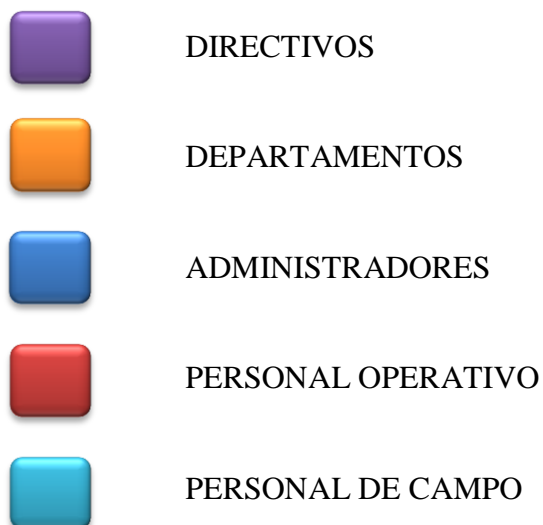 DIRECTIVOS
DEPARTAMENTOS
ADMINISTRADORES
PERSONAL OPERATIVO
PERSONAL DE CAMPO